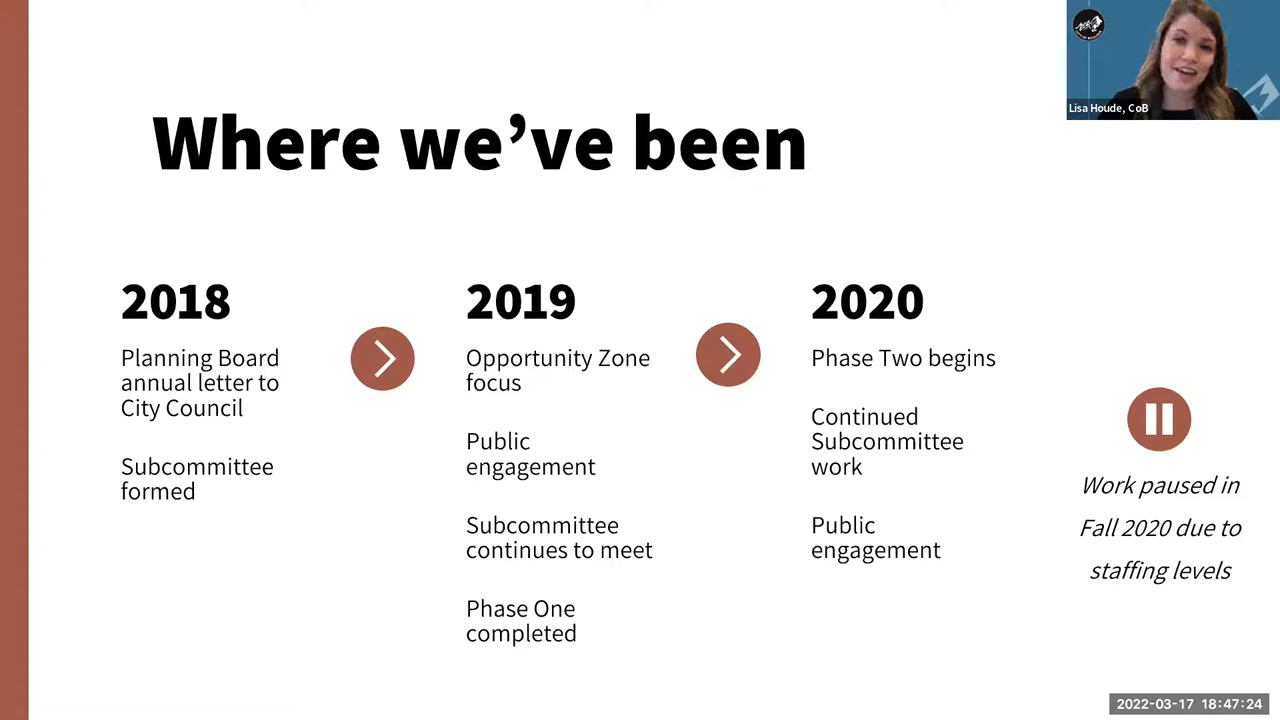 Where we've been
2018
Planning Board
annual letter to
City Council
Subcommittee
formed
2019
Opportunity Zone
focus
Public
engagement
Subcommittee
continues to meet
Phase One
completed
2020
Phase Two begins
Continued
Subcommittee
work
Public
engagement
Work paused in
Fall 2020 due to
staffing levels
Lisa Houde, CoB
2022-03-17 18:47:24